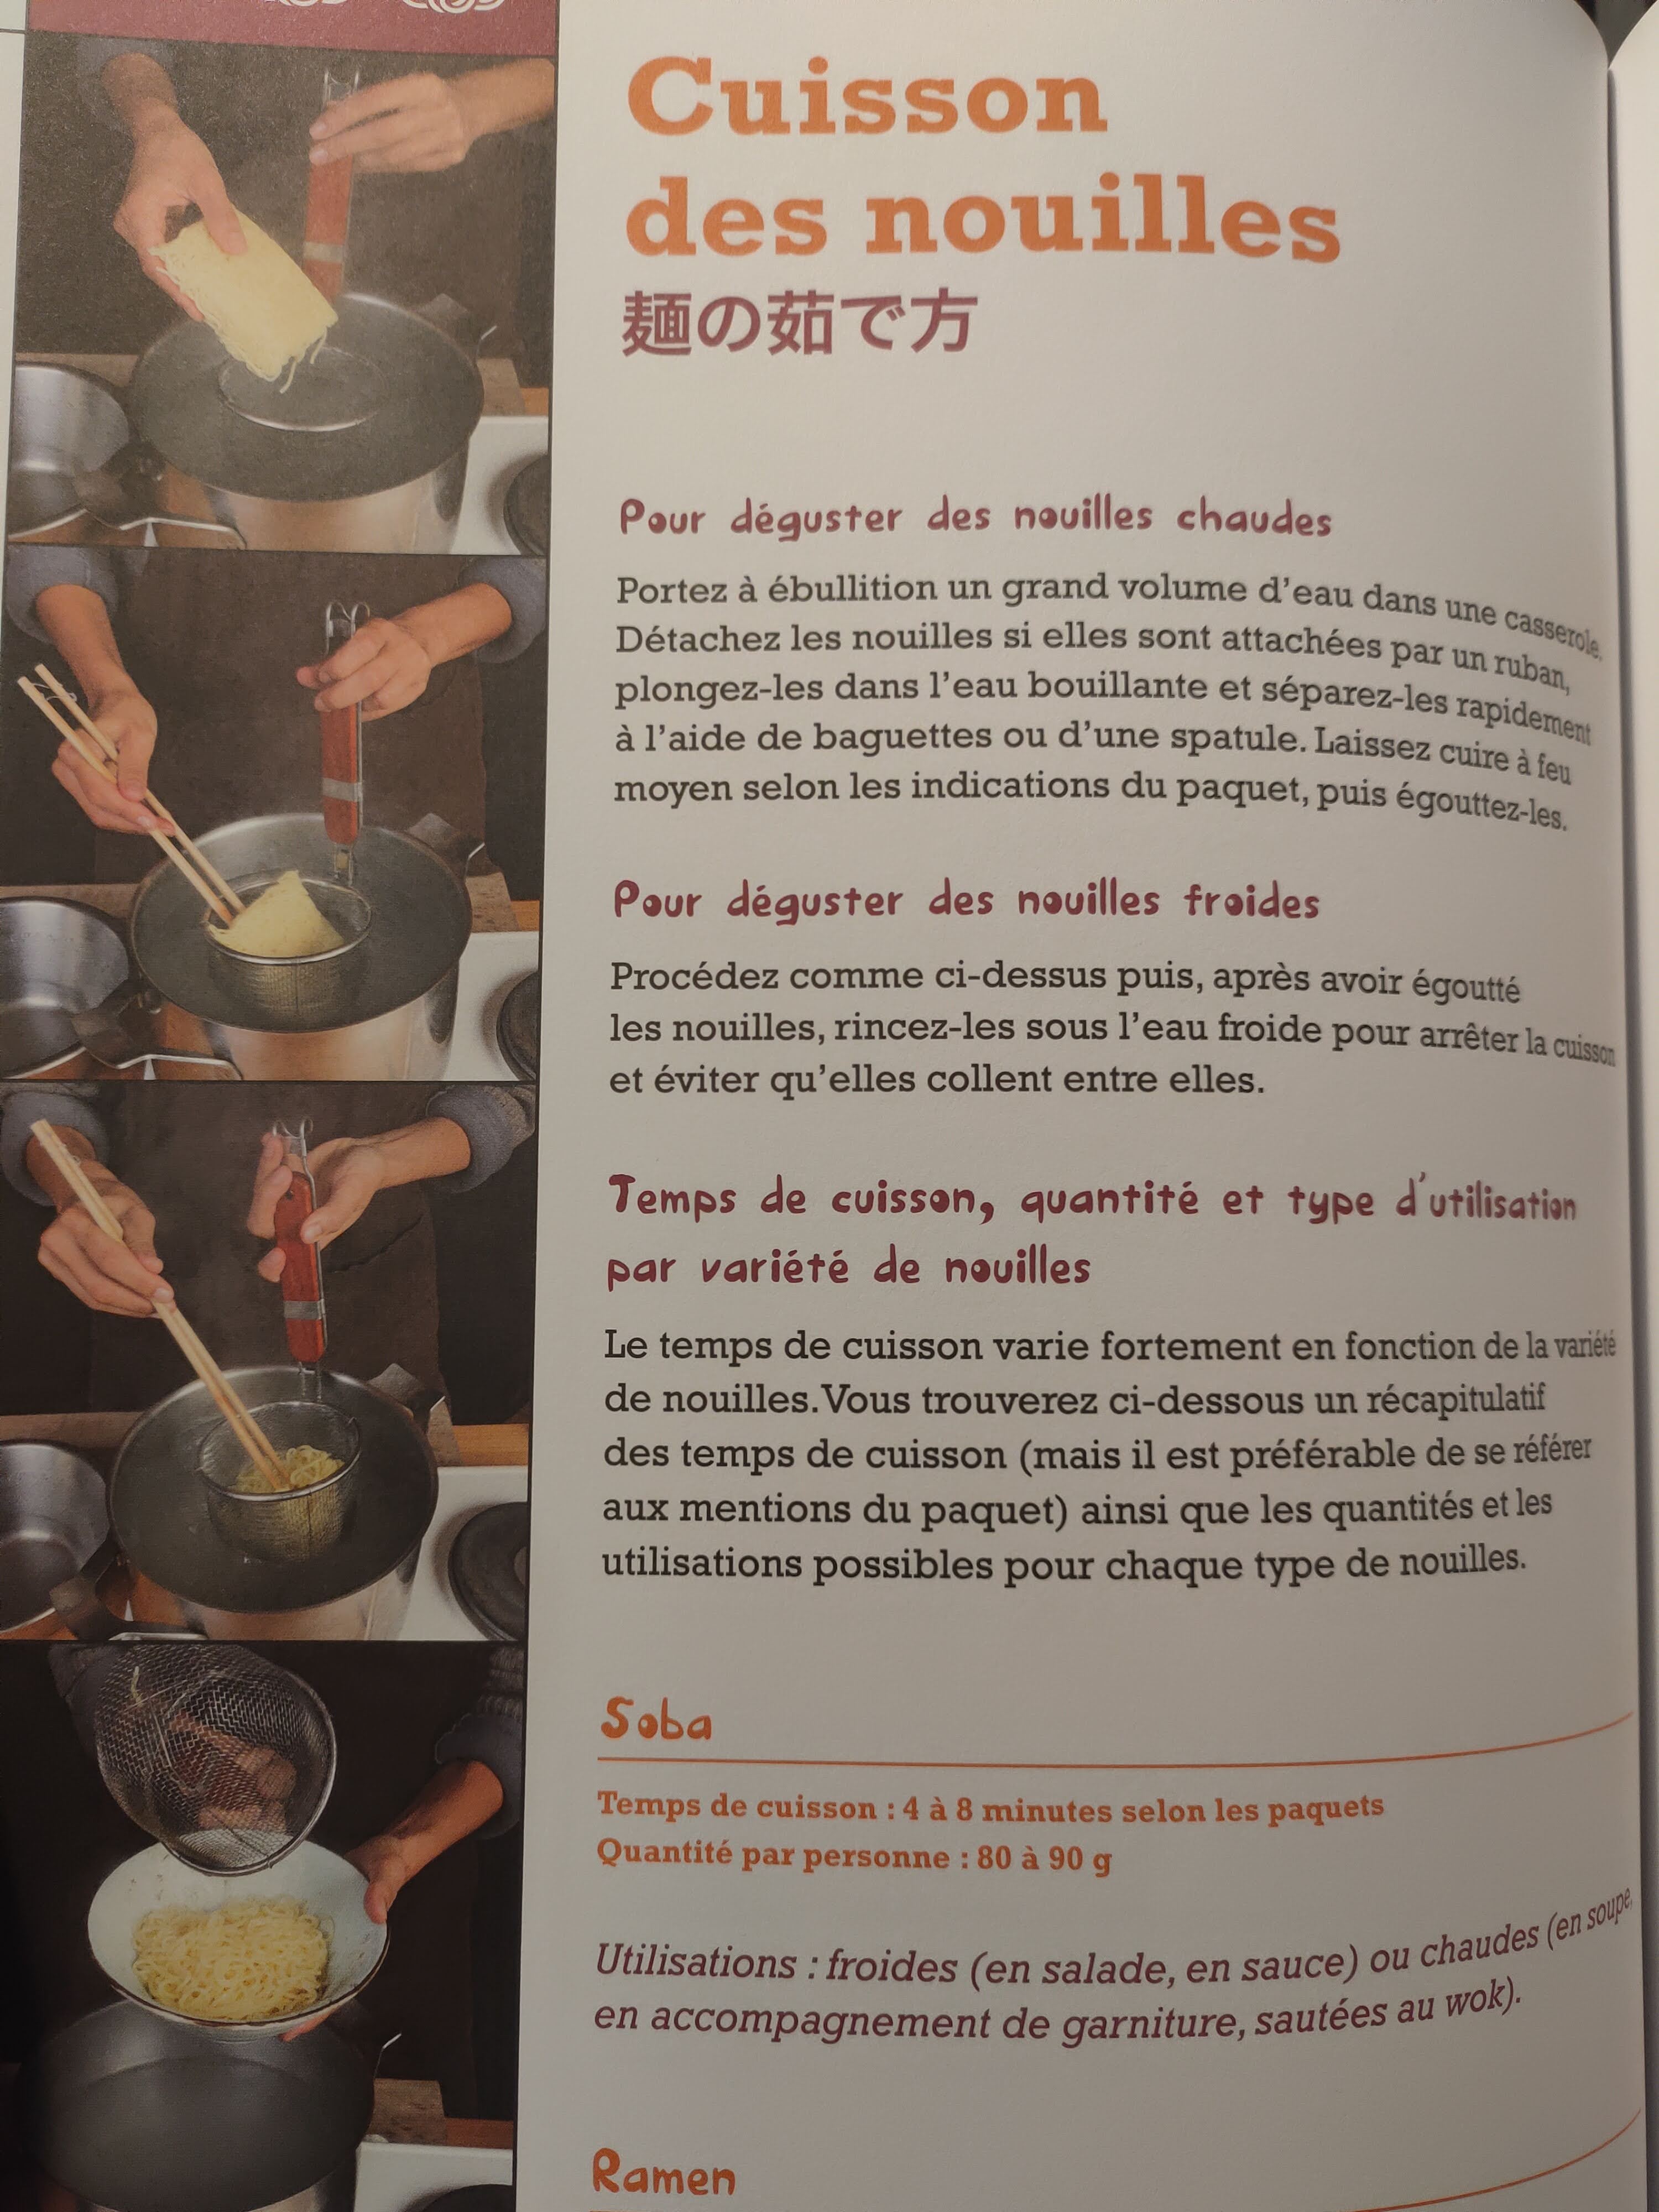 Cuisson
des nouilles
麺の茹で方
Pour déguster des nouilles chaudes
Portez à ébullition un grand volume d'eau dans une casserole.
Détachez les nouilles si elles sont attachées par un ruban,
plongez-les dans l'eau bouillante et séparez-les rapidement
à l'aide de baguettes ou d'une spatule. Laissez cuire à feu
moyen selon les indications du paquet, puis égouttez-les.
Pour déguster des nouilles froides
Procédez comme ci-dessus puis, après avoir égoutté
les nouilles, rincez-les sous l'eau froide pour arrêter la cuisson
et éviter qu'elles collent entre elles.
Temps de cuisson, quantité et type d'utilisation
par variété de nouilles
Le temps de cuisson varie fortement en fonction de la variété
de nouilles. Vous trouverez ci-dessous un récapitulatif
des temps de cuisson (mais il est préférable de se référer
aux mentions du paquet) ainsi que les quantités et les
utilisations possibles pour chaque type de nouilles.
Soba
Temps de cuisson : 4 à 8 minutes selon les paquets
Quantité par personne : 80 à 90 g
Utilisations : froides (en salade, en sauce) ou chaudes (en soupe,
en accompagnement de garniture, sautées au wok).
Ramen